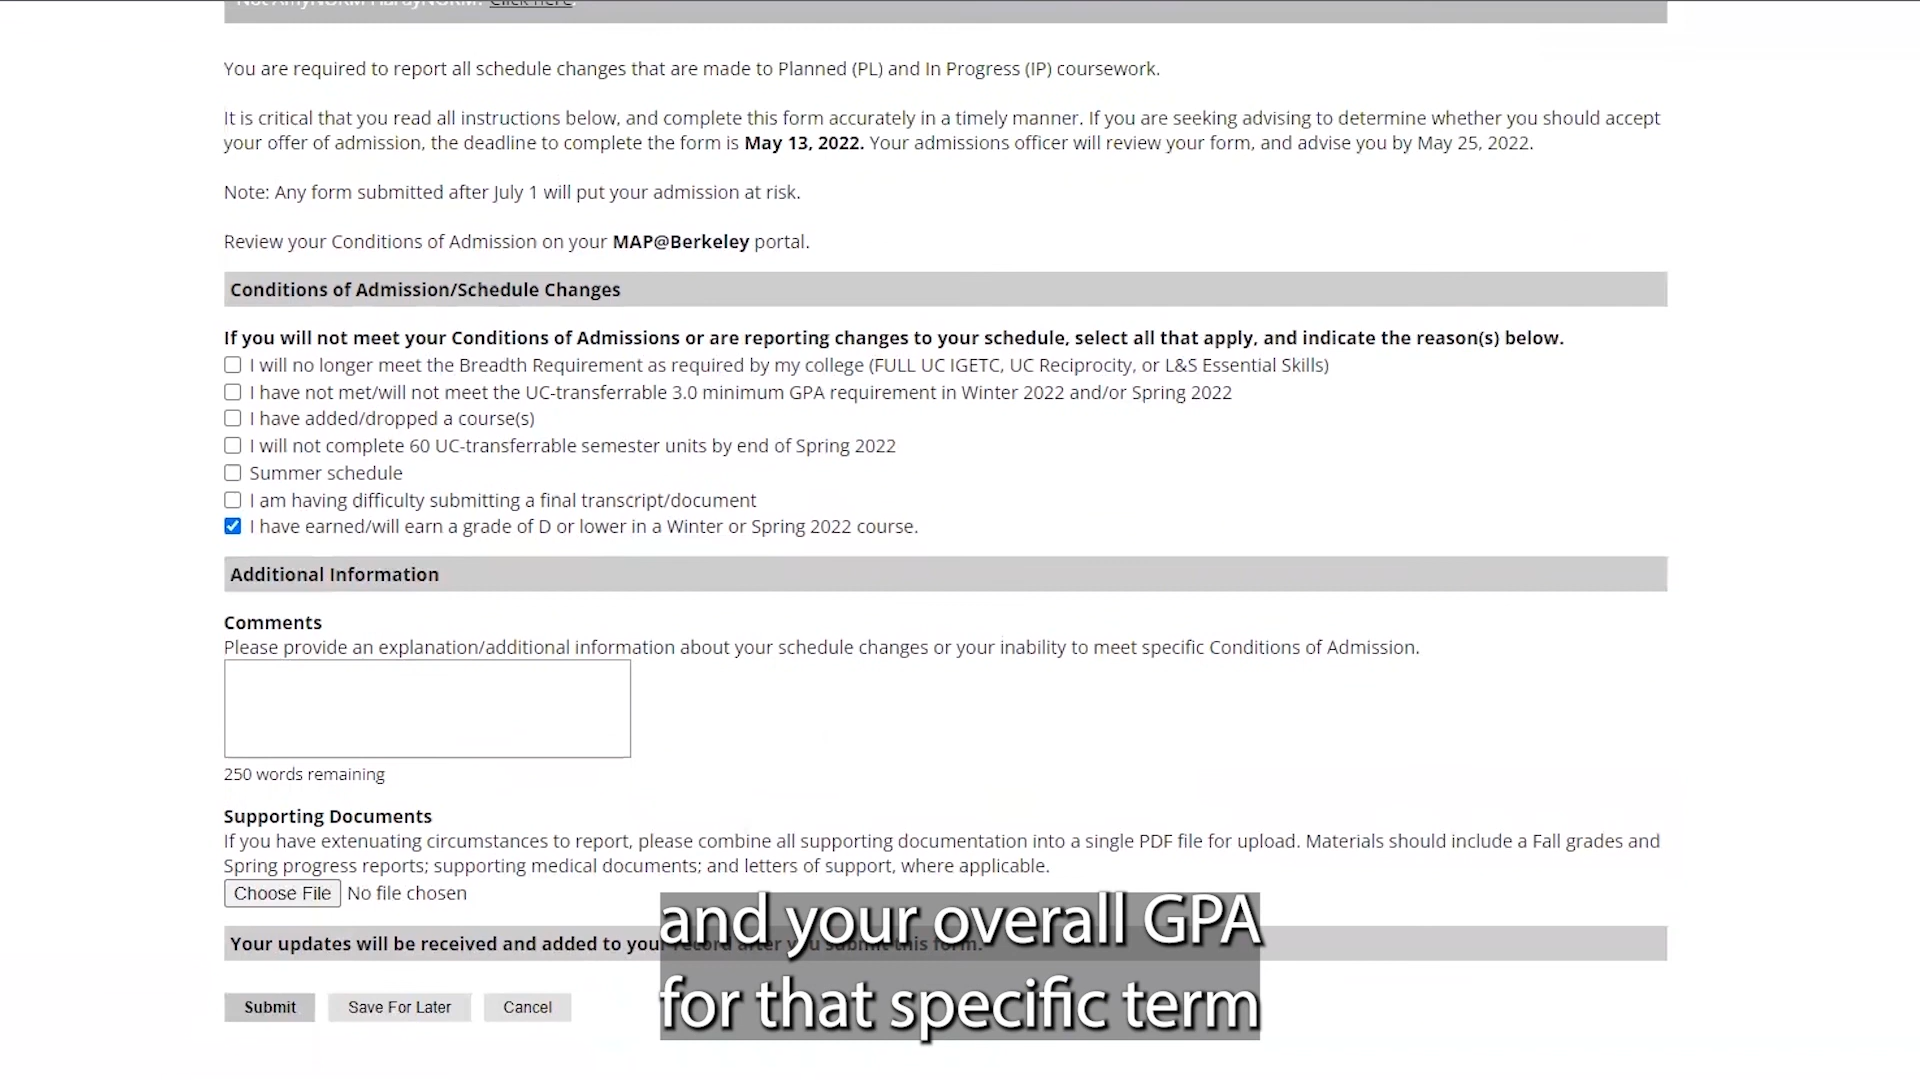 You are required to report all schedule changes that are made to Planned (PL) and In Progress (IP) coursework.
It is critical that you read all instructions below, and complete this form accurately in a timely manner. If you are seeking advising to determine whether you should accept
your offer of admission, the deadline to complete the form is May 13, 2022. Your admissions officer will review your form, and advise you by May 25, 2022.
Note: Any form submitted after July 1 will put your admission at risk.
Review your Conditions of Admission on your MAP@Berkeley portal.
Conditions of Admission/Schedule Changes
If you will not meet your Conditions of Admissions or are reporting changes to your schedule, select all that apply, and indicate the reason(s) below.
I will no longer meet the Breadth Requirement as required by my college (FULL UC IGETC, UC Reciprocity, or L&S Essential Skills)
I have not met/will not meet the UC-transferrable 3.0 minimum GPA requirement in Winter 2022 and/or Spring 2022
I have added/dropped a course(s)
I will not complete 60 UC-transferrable semester units by end of Spring 2022
Summer schedule
I am having difficulty submitting a final transcript/document
I have earned/will earn a grade of D or lower in a Winter or Spring 2022 course.
Additional Information
Comments
Please provide an explanation/additional information about your schedule changes or your inability to meet specific Conditions of Admission.
250 words remaining
Supporting Documents
If you have extenuating circumstances to report, please combine all supporting documentation into a single PDF file for upload. Materials should include a Fall grades and
Spring progress reports; supporting medical documents; and letters of support, where applicable.
Choose File No file chosen
Your updates will be received and added to your record after you submit this form.
Submit Save For Later Cancel
and your overall GPA
for that specific term